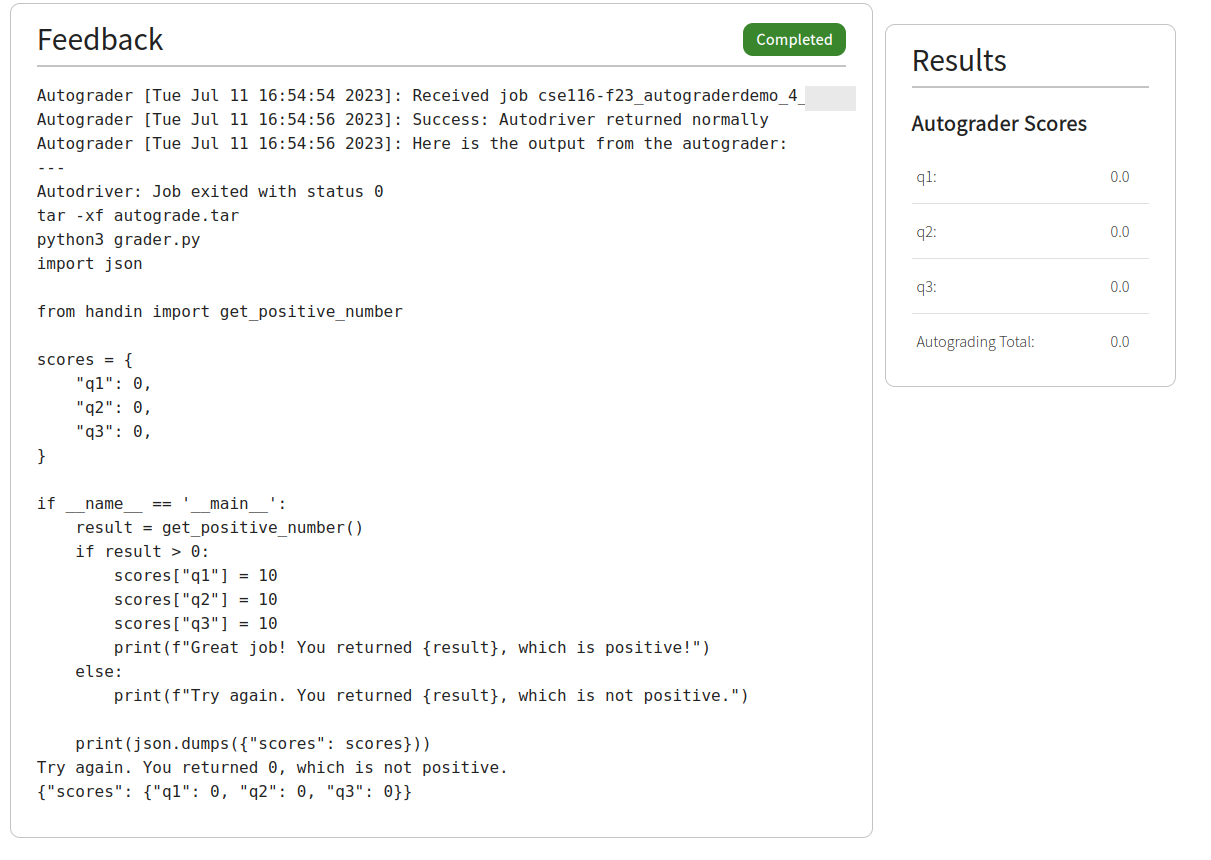 Feedback
Completed
Autograder [Tue Jul 11 16:54:54 2023]: Received job cse116-f23_autograderdemo_4_
Autograder [Tue Jul 11 16:54:56 2023]: Success: Autodriver returned normally
Autograder [Tue Jul 11 16:54:56 2023]: Here is the output from the autograder:
---
Autodriver: Job exited with status 0
tar -xf autograde.tar
python3 grader.py
import json

from handin import get_positive_number

scores = {
    "q1": 0,
    "q2": 0,
    "q3": 0,
}

if __name__ == '__main__':
    result = get_positive_number()
    if result > 0:
        scores["q1"] = 10
        scores["q2"] = 10
        scores["q3"] = 10
        print(f"Great job! You returned {result}, which is positive!")
    else:
        print(f"Try again. You returned {result}, which is not positive.")

    print(json.dumps({"scores": scores}))
Try again. You returned 0, which is not positive.
{"scores": {"q1": 0, "q2": 0, "q3": 0}}
Results
Autograder Scores
q1: 0.0
q2: 0.0
q3: 0.0
Autograding Total: 0.0